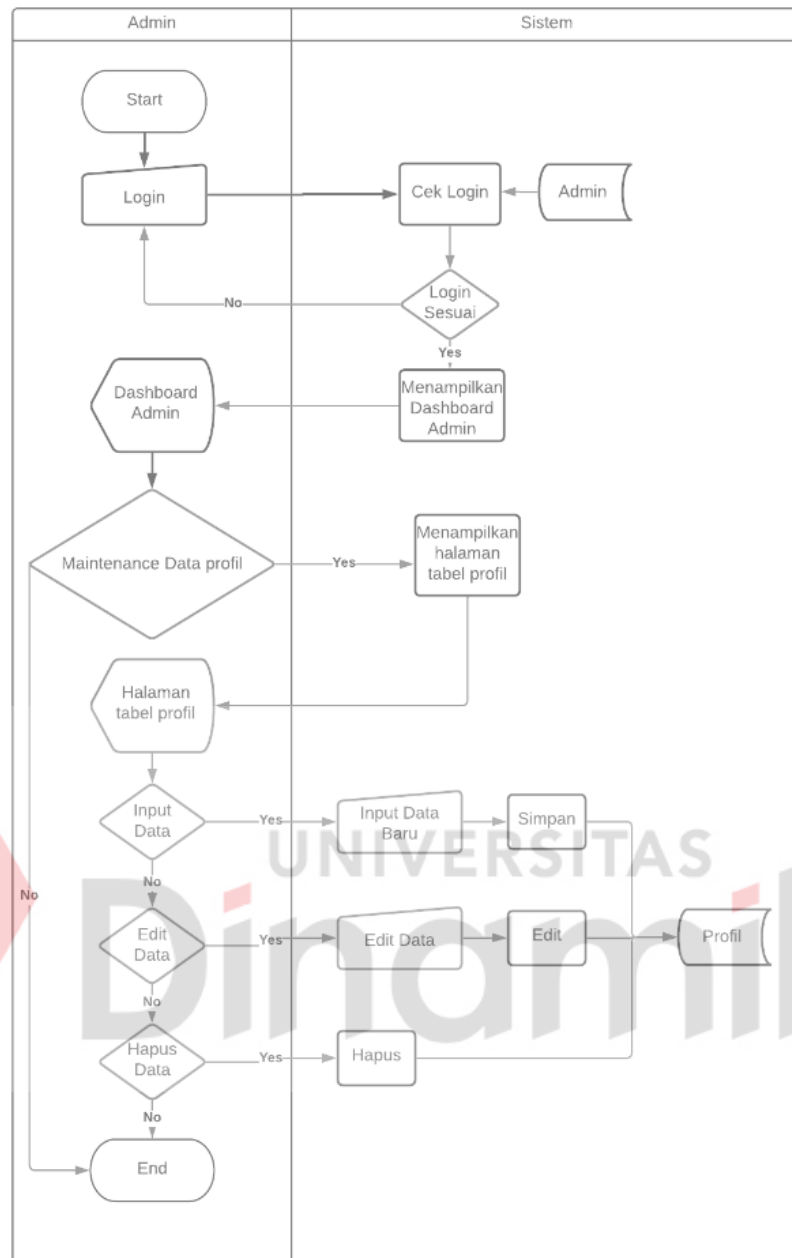 Admin
Sistem
Start
Login
Cek Login
Admin
Login
Sesuai
No
Yes
Dashboard
Admin
Menampilkan
Dashboard
Admin
Maintenance Data profil
Yes
Menampilkan
halaman
tabel profil
Halaman
tabel profil
Input
Data
Yes
Input Data
Baru
Simpan
UNIVERSITAS
Dinamik
No
No
Edit
Data
Yes
Edit Data
Edit
Profil
No
Hapus
Data
Yes
Hapus
No
End